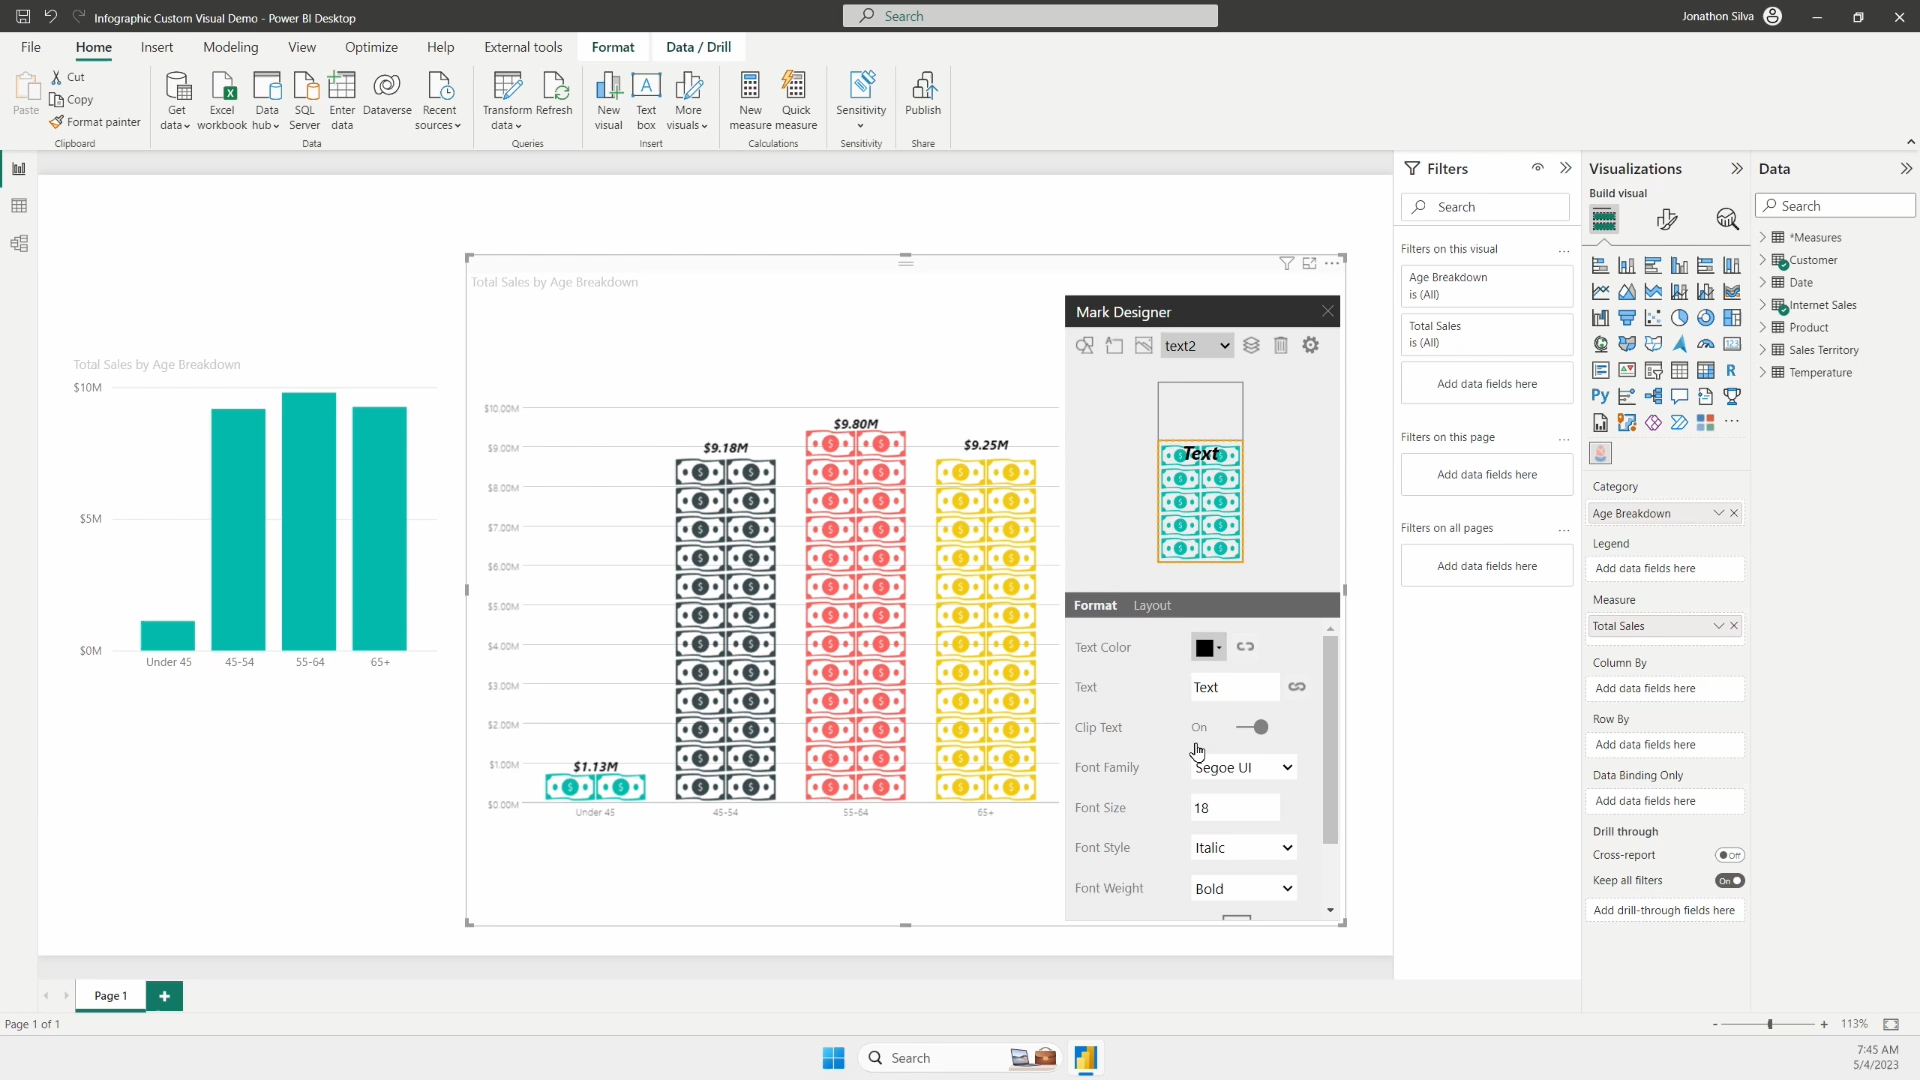 Infographic Custom Visual Demo - Power BI Desktop
Search
Jonathon Silva
File
Home
Insert
Modeling
View
Optimize
Help
External tools
Format
Data / Drill
Paste
Cut
Copy
Format painter
Clipboard
Get data
Excel workbook
Data hub
SQL Server
Enter data
Dataverse
Recent sources
Data
Transform data
Refresh
Queries
New visual
Text box
More visuals
Insert
New measure
Quick measure
Calculations
Sensitivity
Sensitivity
Publish
Share
Total Sales by Age Breakdown
$10M
$5M
$0M
Under 45
45-54
55-64
65+
Total Sales by Age Breakdown
$10.00M
$9.00M
$8.00M
$7.00M
$6.00M
$5.00M
$4.00M
$3.00M
$2.00M
$1.00M
$0.00M
$1.13M
$9.18M
$9.80M
$9.25M
Under 45
45-54
55-64
65+
Mark Designer
text2
Text
Format
Layout
Text Color
Text
Text
Clip Text
On
Font Family
Segoe UI
Font Size
18
Font Style
Italic
Font Weight
Bold
Filters
Search
Filters on this visual
Age Breakdown
is (All)
Total Sales
is (All)
Add data fields here
Filters on this page
Add data fields here
Filters on all pages
Add data fields here
Visualizations
Build visual
123
R
Py
Category
Age Breakdown
Legend
Add data fields here
Measure
Total Sales
Column By
Add data fields here
Row By
Add data fields here
Data Binding Only
Add data fields here
Drill through
Cross-report
Off
Keep all filters
On
Add drill-through fields here
Data
Search
*Measures
Customer
Date
Internet Sales
Product
Sales Territory
Temperature
Page 1
Page 1 of 1
113%
Search
7:45 AM
5/4/2023